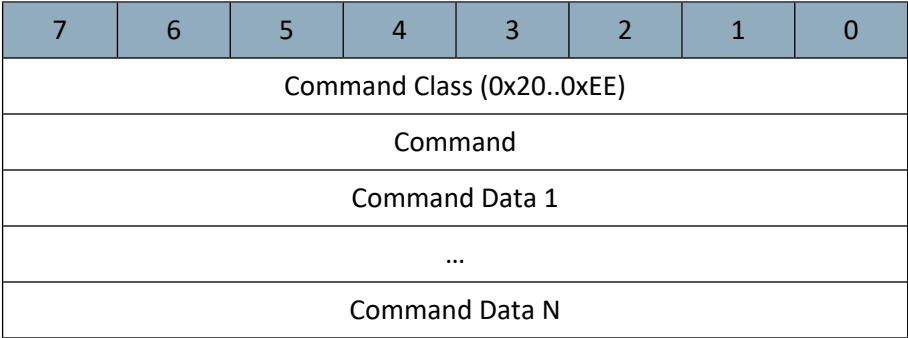 7 6 5 4 3 2 1 0
Command Class (0x20..0xEE)
Command
Command Data 1
...
Command Data N